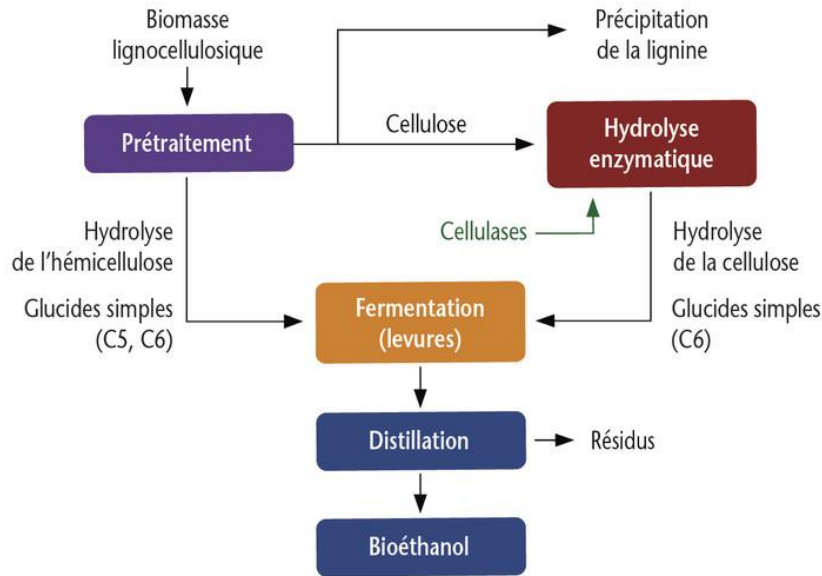 Biomasse
lignocellulosique
Précipitation
de la lignine
Prétraitement
Cellulose
Hydrolyse
enzymatique
Cellulases
Hydrolyse
de l’hémicellulose
Glucides simples
(C5, C6)
Hydrolyse
de la cellulose
Glucides simples
(C6)
Fermentation
(levures)
Distillation
Résidus
Bioéthanol